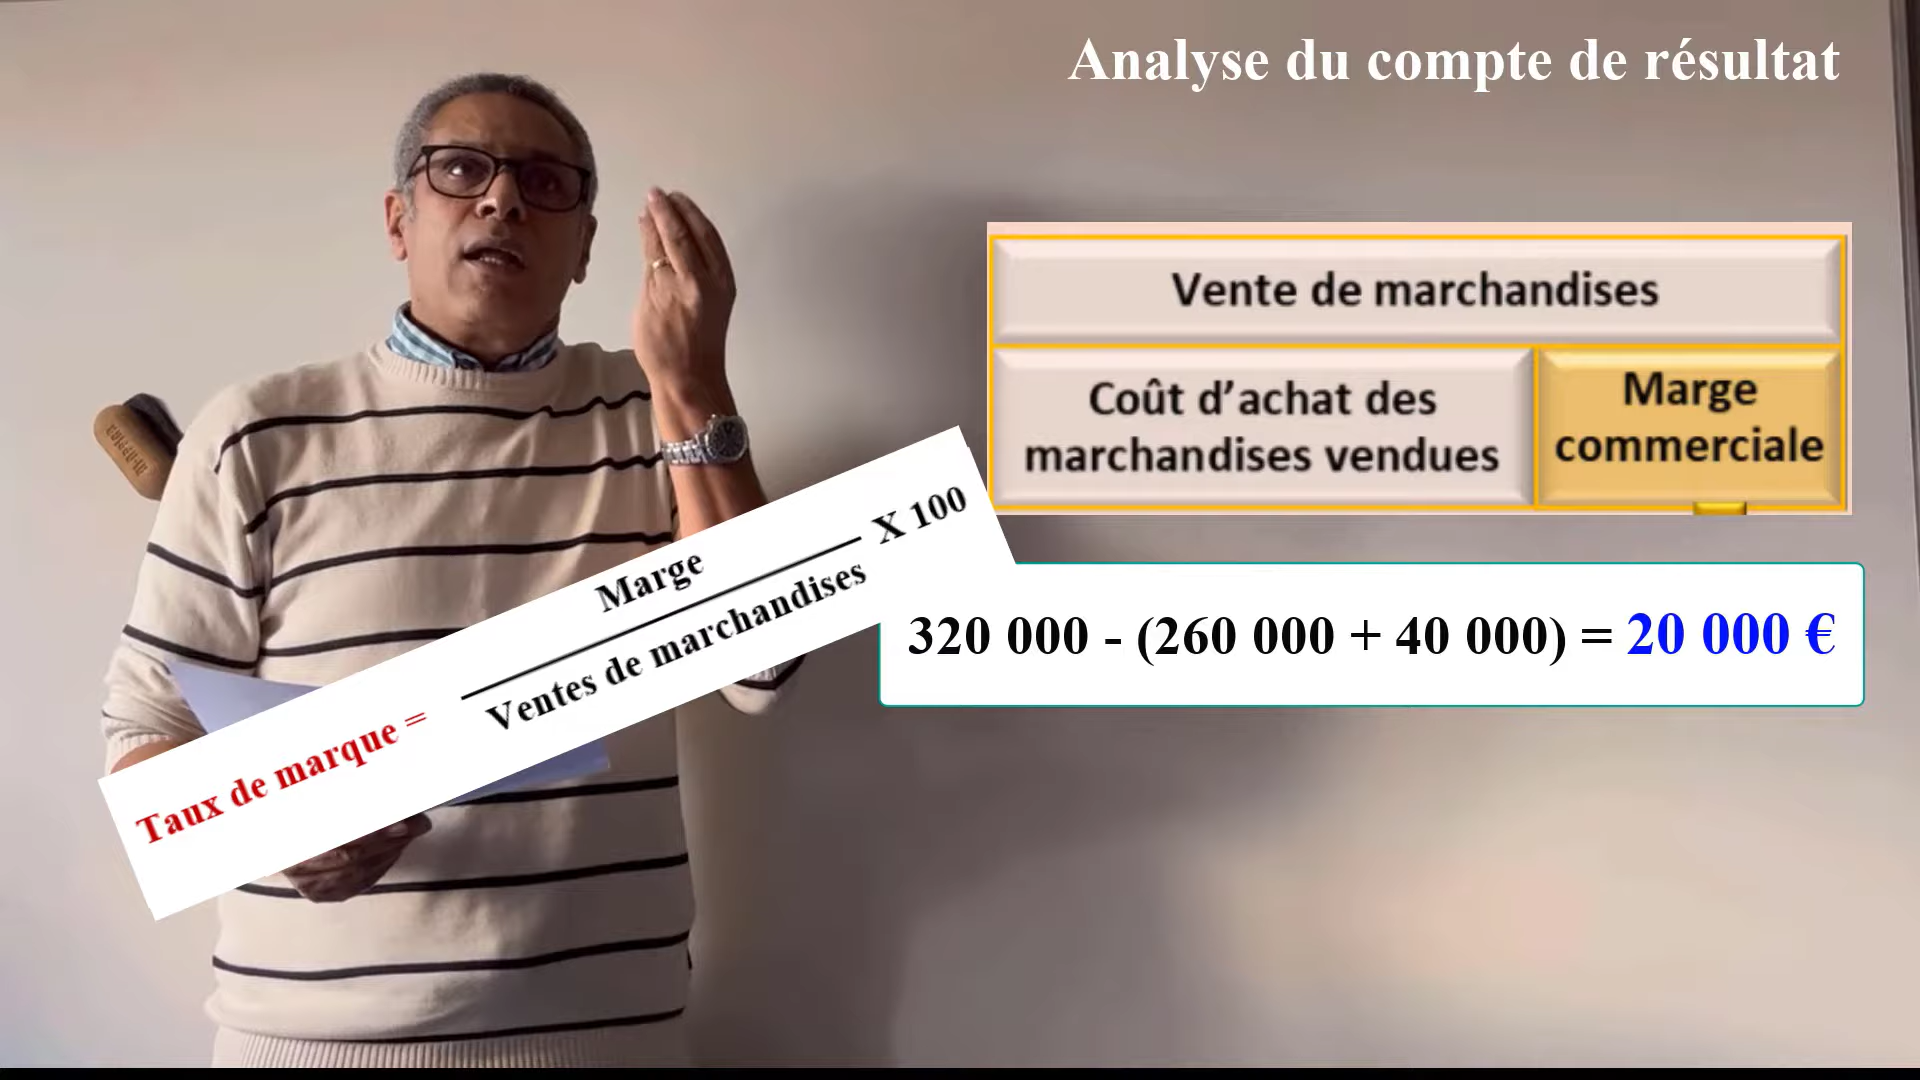 Analyse du compte de résultat
Vente de marchandises
Coût d’achat des
marchandises vendues
Marge
commerciale
Taux de marque =
Marge
Ventes de marchandises
X 100
320 000 - (260 000 + 40 000) = 20 000 €